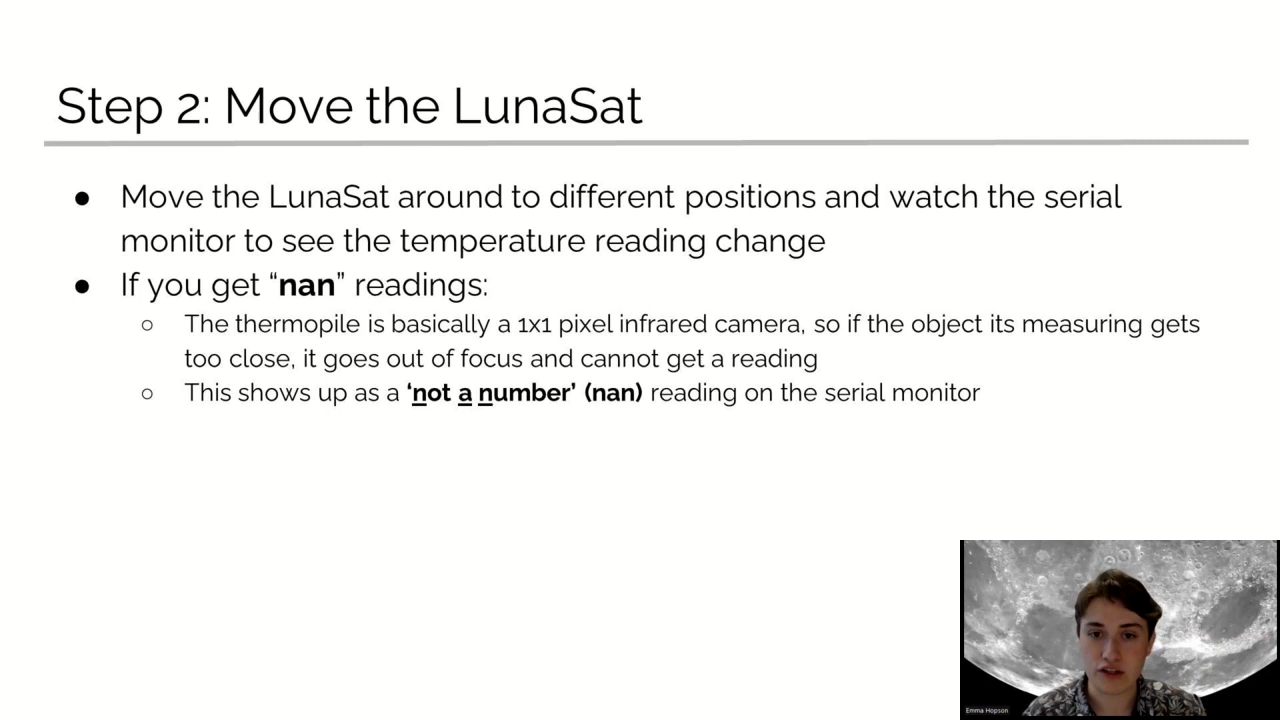 Step 2: Move the LunaSat
● Move the LunaSat around to different positions and watch the serial
monitor to see the temperature reading change
● If you get “nan” readings:
○ The thermopile is basically a 1x1 pixel infrared camera, so if the object its measuring gets
too close, it goes out of focus and cannot get a reading
○ This shows up as a ‘not a number’ (nan) reading on the serial monitor
Emma Hopson